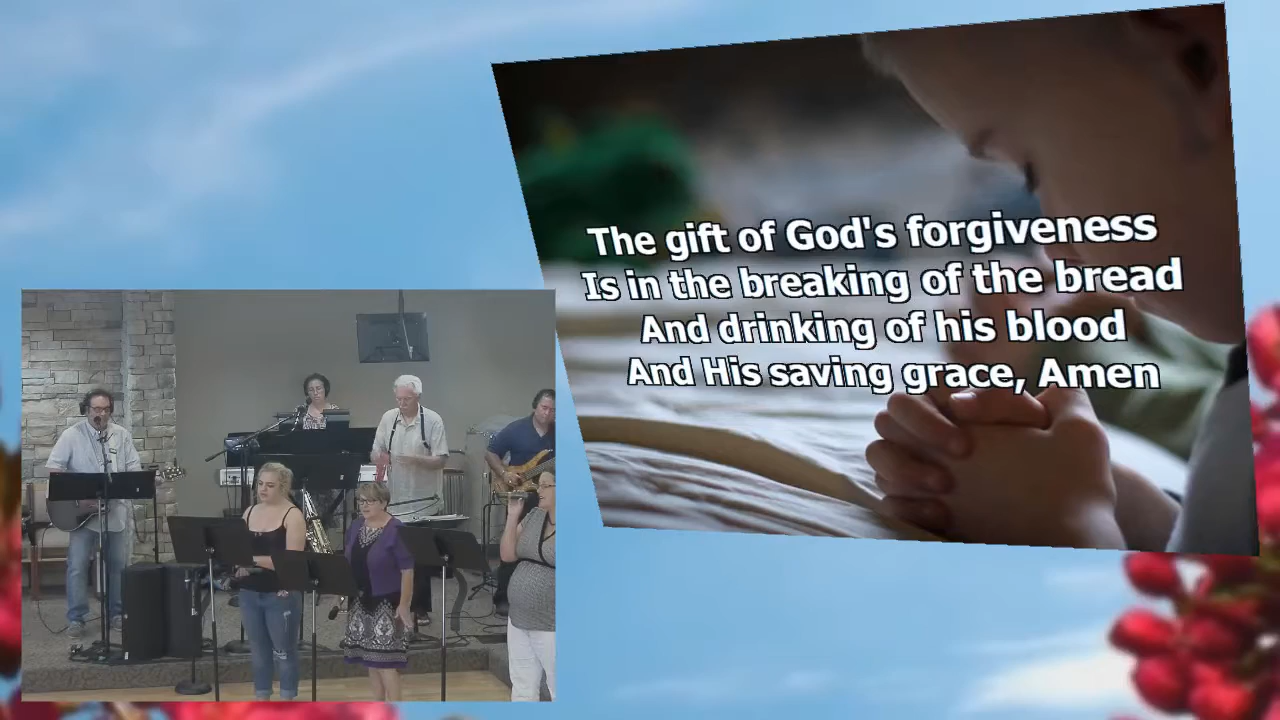 The gift of God's forgiveness
Is in the breaking of the bread
And drinking of his blood
And His saving grace, Amen